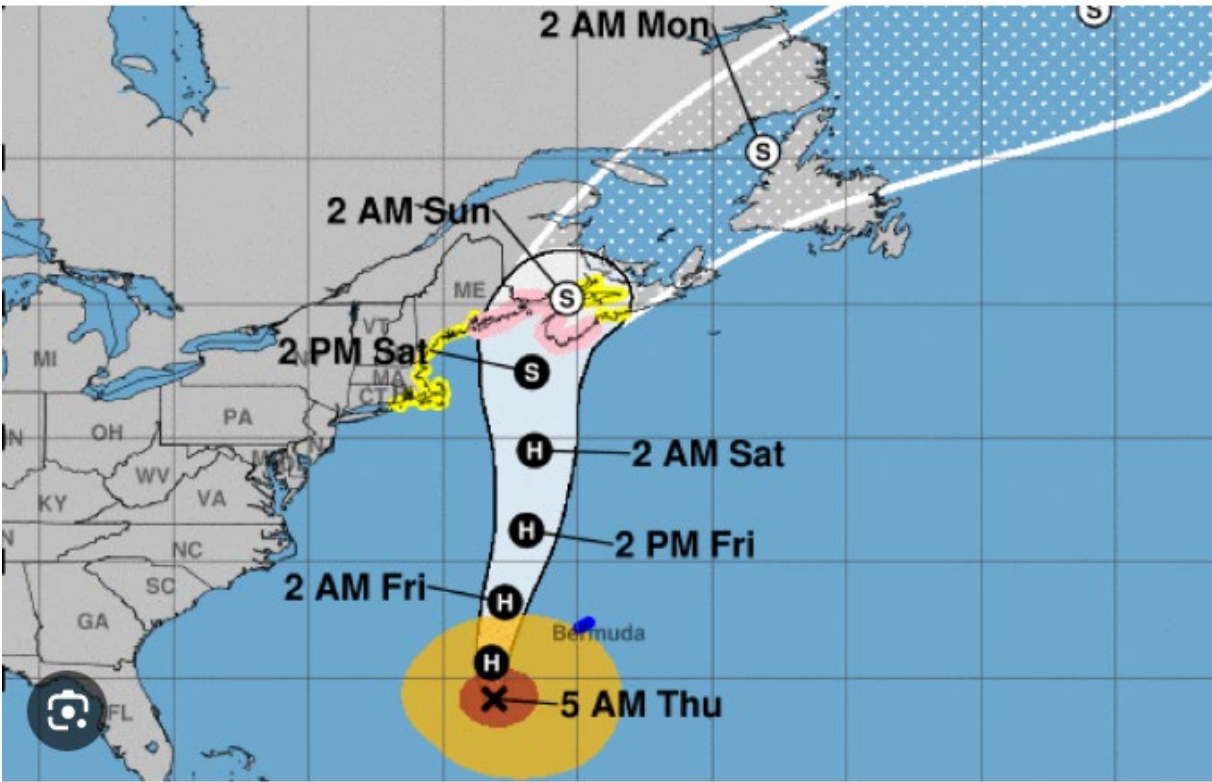 S
2 AM Mon
S
2 AM Sun
ME
S
VT
N
2 PM Sat
S
MI
MA
CT
PA
H
2 AM Sat
N
OH
M
N
WV
KY
VA
H
2 PM Fri
N
NC
SC
2 AM Fri
H
GA
Bermuda
H
5 AM Thu
FL